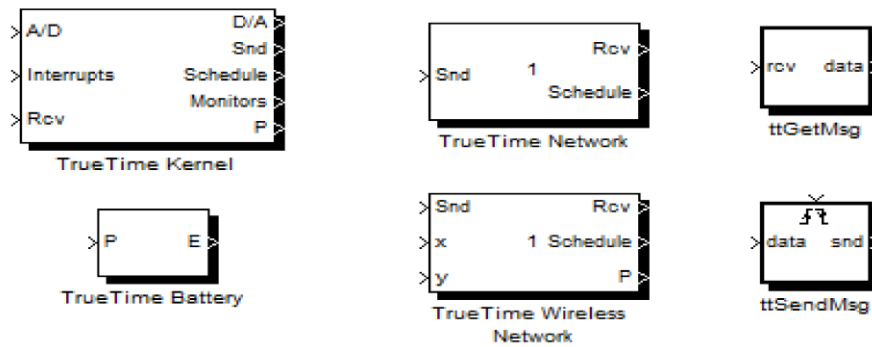 A/D
Interrupts
Rcv
D/A
Snd
Schedule
Monitors
P
TrueTime Kernel
Snd
1
Rcv
Schedule
TrueTime Network
rcv data
ttGetMsg
P E
TrueTime Battery
Snd
x
y
1
Rcv
Schedule
P
TrueTime Wireless
Network
data snd
ttSendMsg